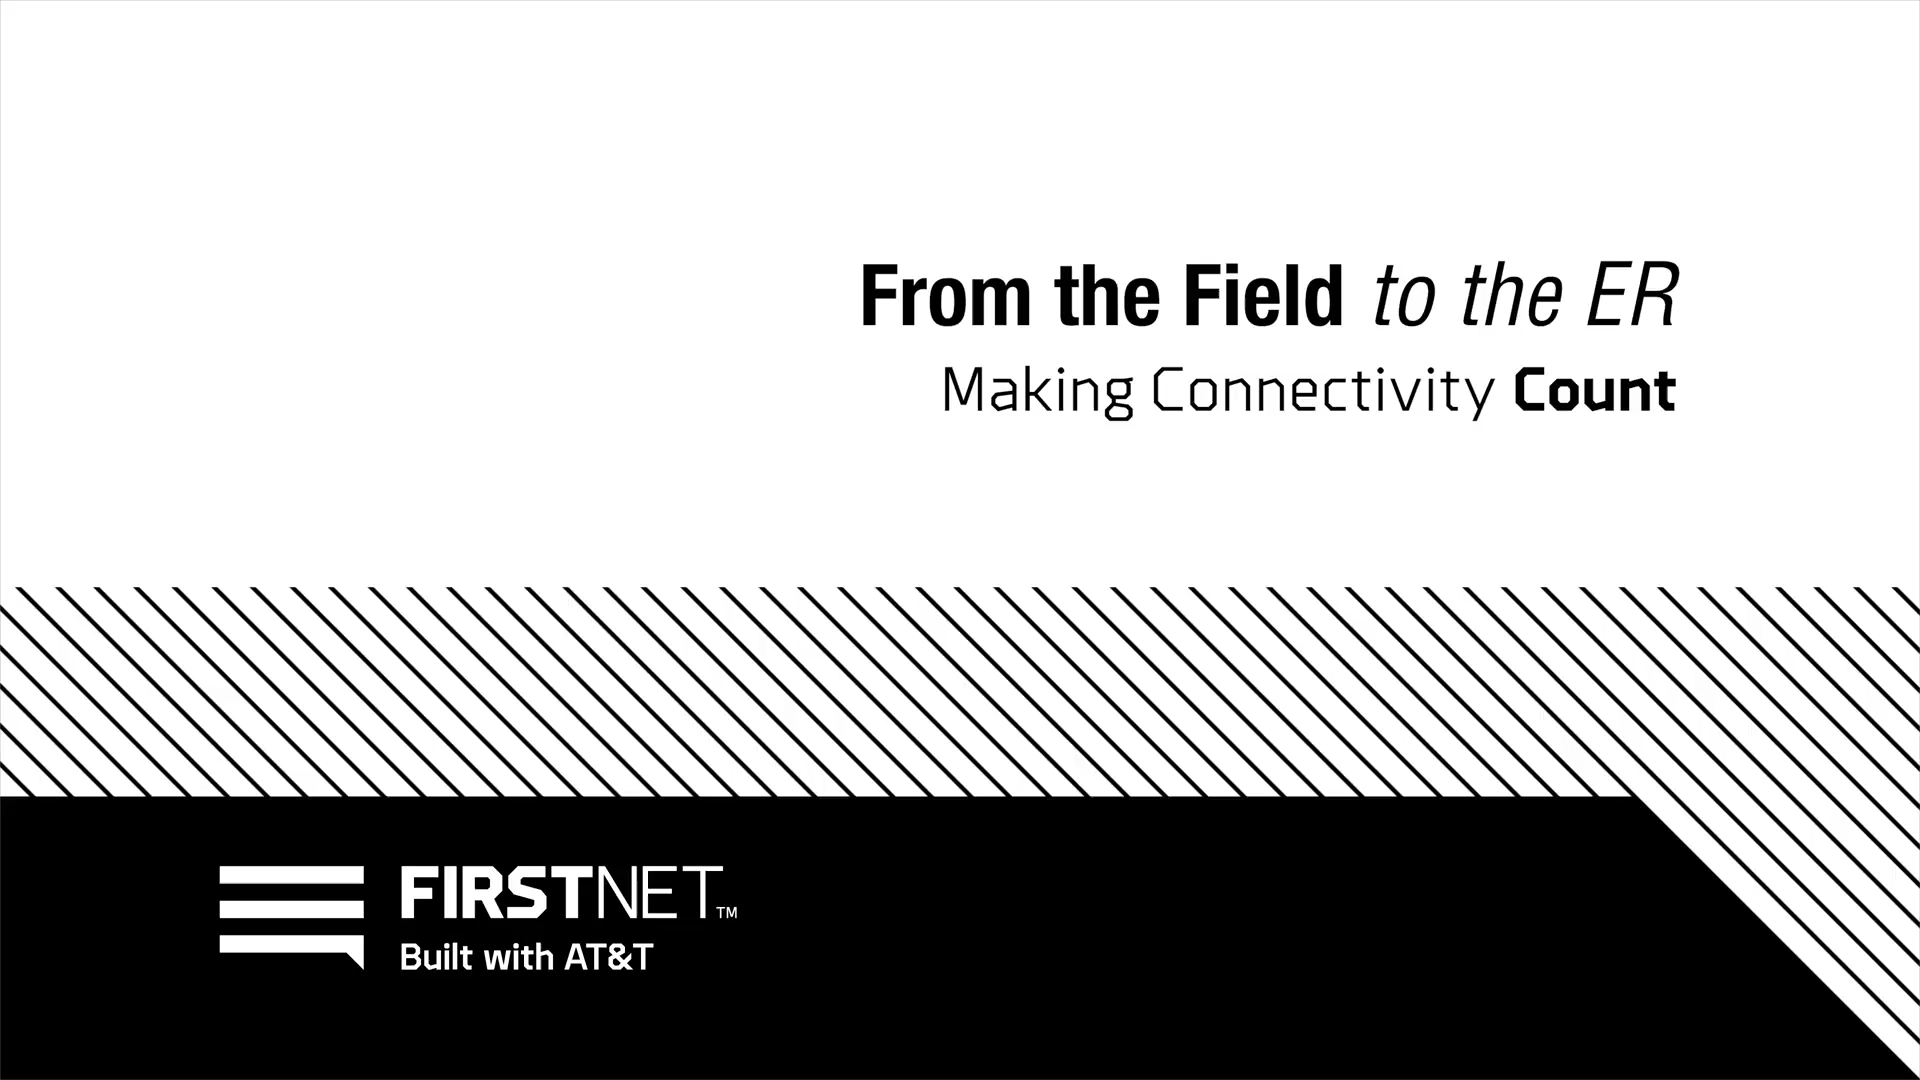 From the Field to the ER
Making Connectivity Count
FIRSTNET™
Built with AT&T